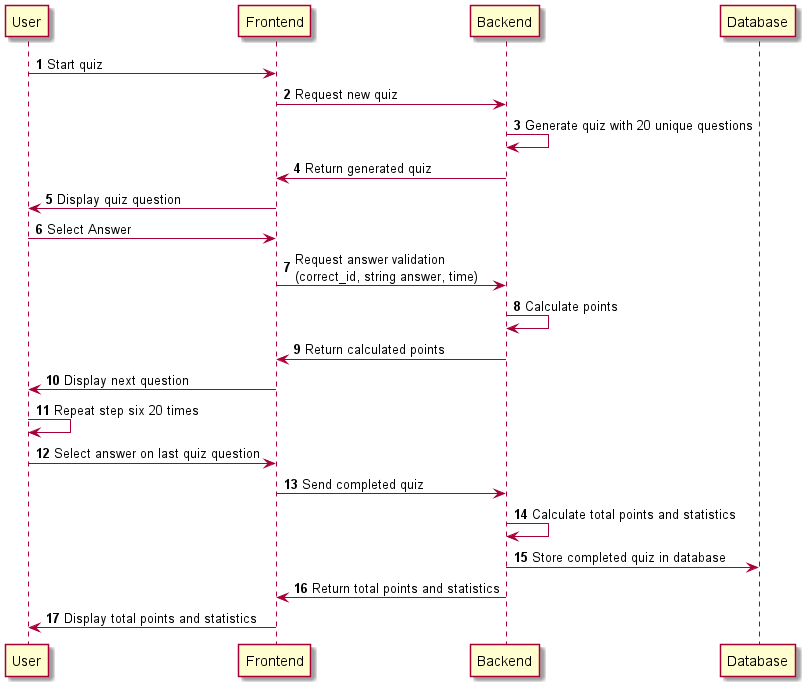 User Frontend Backend Database
1 Start quiz
2 Request new quiz
3 Generate quiz with 20 unique questions
4 Return generated quiz
5 Display quiz question
6 Select Answer
7 Request answer validation
(correct_id, string answer, time)
8 Calculate points
9 Return calculated points
10 Display next question
11 Repeat step six 20 times
12 Select answer on last quiz question
13 Send completed quiz
14 Calculate total points and statistics
15 Store completed quiz in database
16 Return total points and statistics
17 Display total points and statistics
User Frontend Backend Database